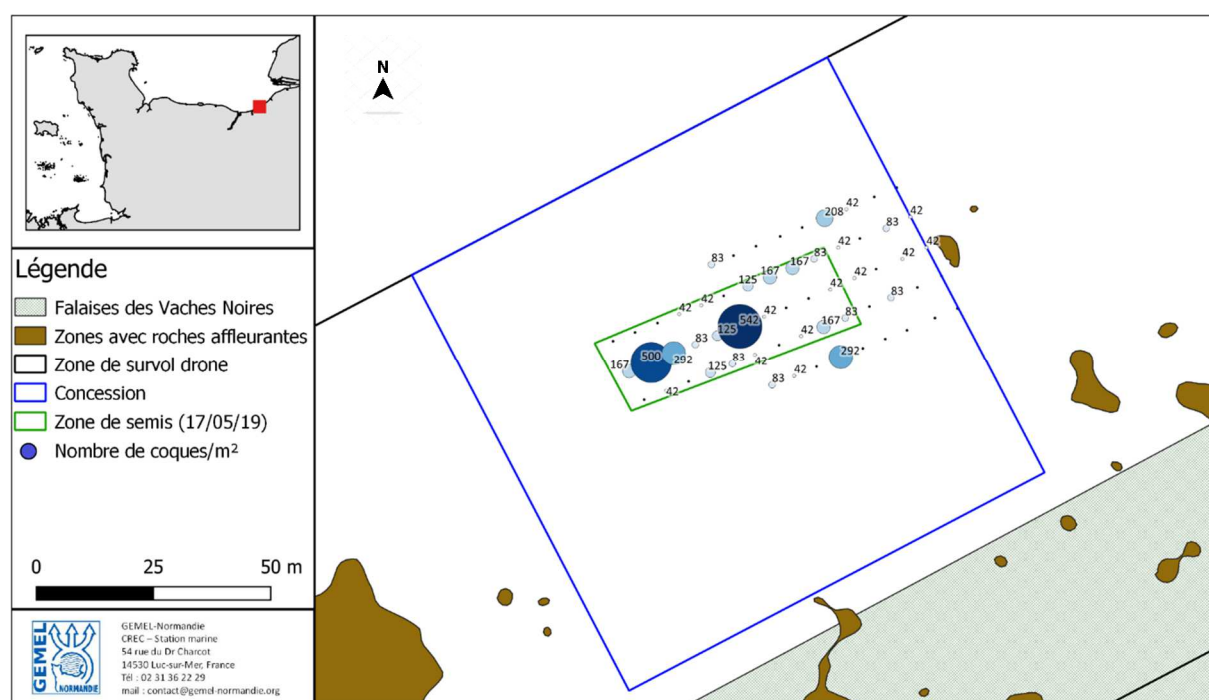 N
Légende
Falaises des Vaches Noires
Zones avec roches affleurantes
Zone de survol drone
Concession
Zone de semis (17/05/19)
Nombre de coques/m²
0 25 50 m
GEMEL
NORMANDIE
GEMEL-Normandie
CREC – Station marine
54 rue du Dr Charcot
14530 Luc-sur-Mer, France
Tél : 02 31 36 22 29
mail : contact@gemel-normandie.org
208 42
83 42
83 167 167 83 42 42 42
125 42
42 42 42 83
125 542 42 83
83 42 167
500 292 83 42 292
167 125
42 83 42